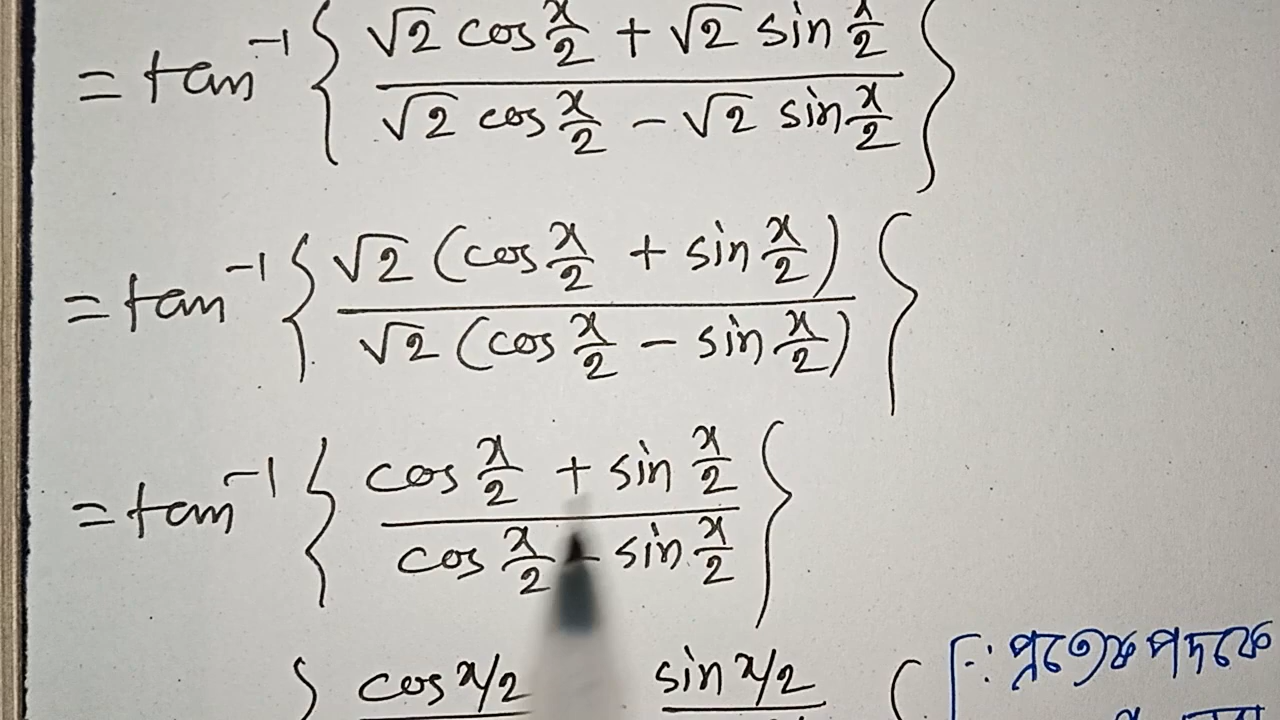 = tan⁻¹ { (√2 cos x/2 + √2 sin x/2) / (√2 cos x/2 − √2 sin x/2) }
= tan⁻¹ { √2 (cos x/2 + sin x/2) / √2 (cos x/2 − sin x/2) }
= tan⁻¹ { (cos x/2 + sin x/2) / (cos x/2 − sin x/2) }
{ cos x/2 sin x/2 { [∵ প্রত্যেক পদকে